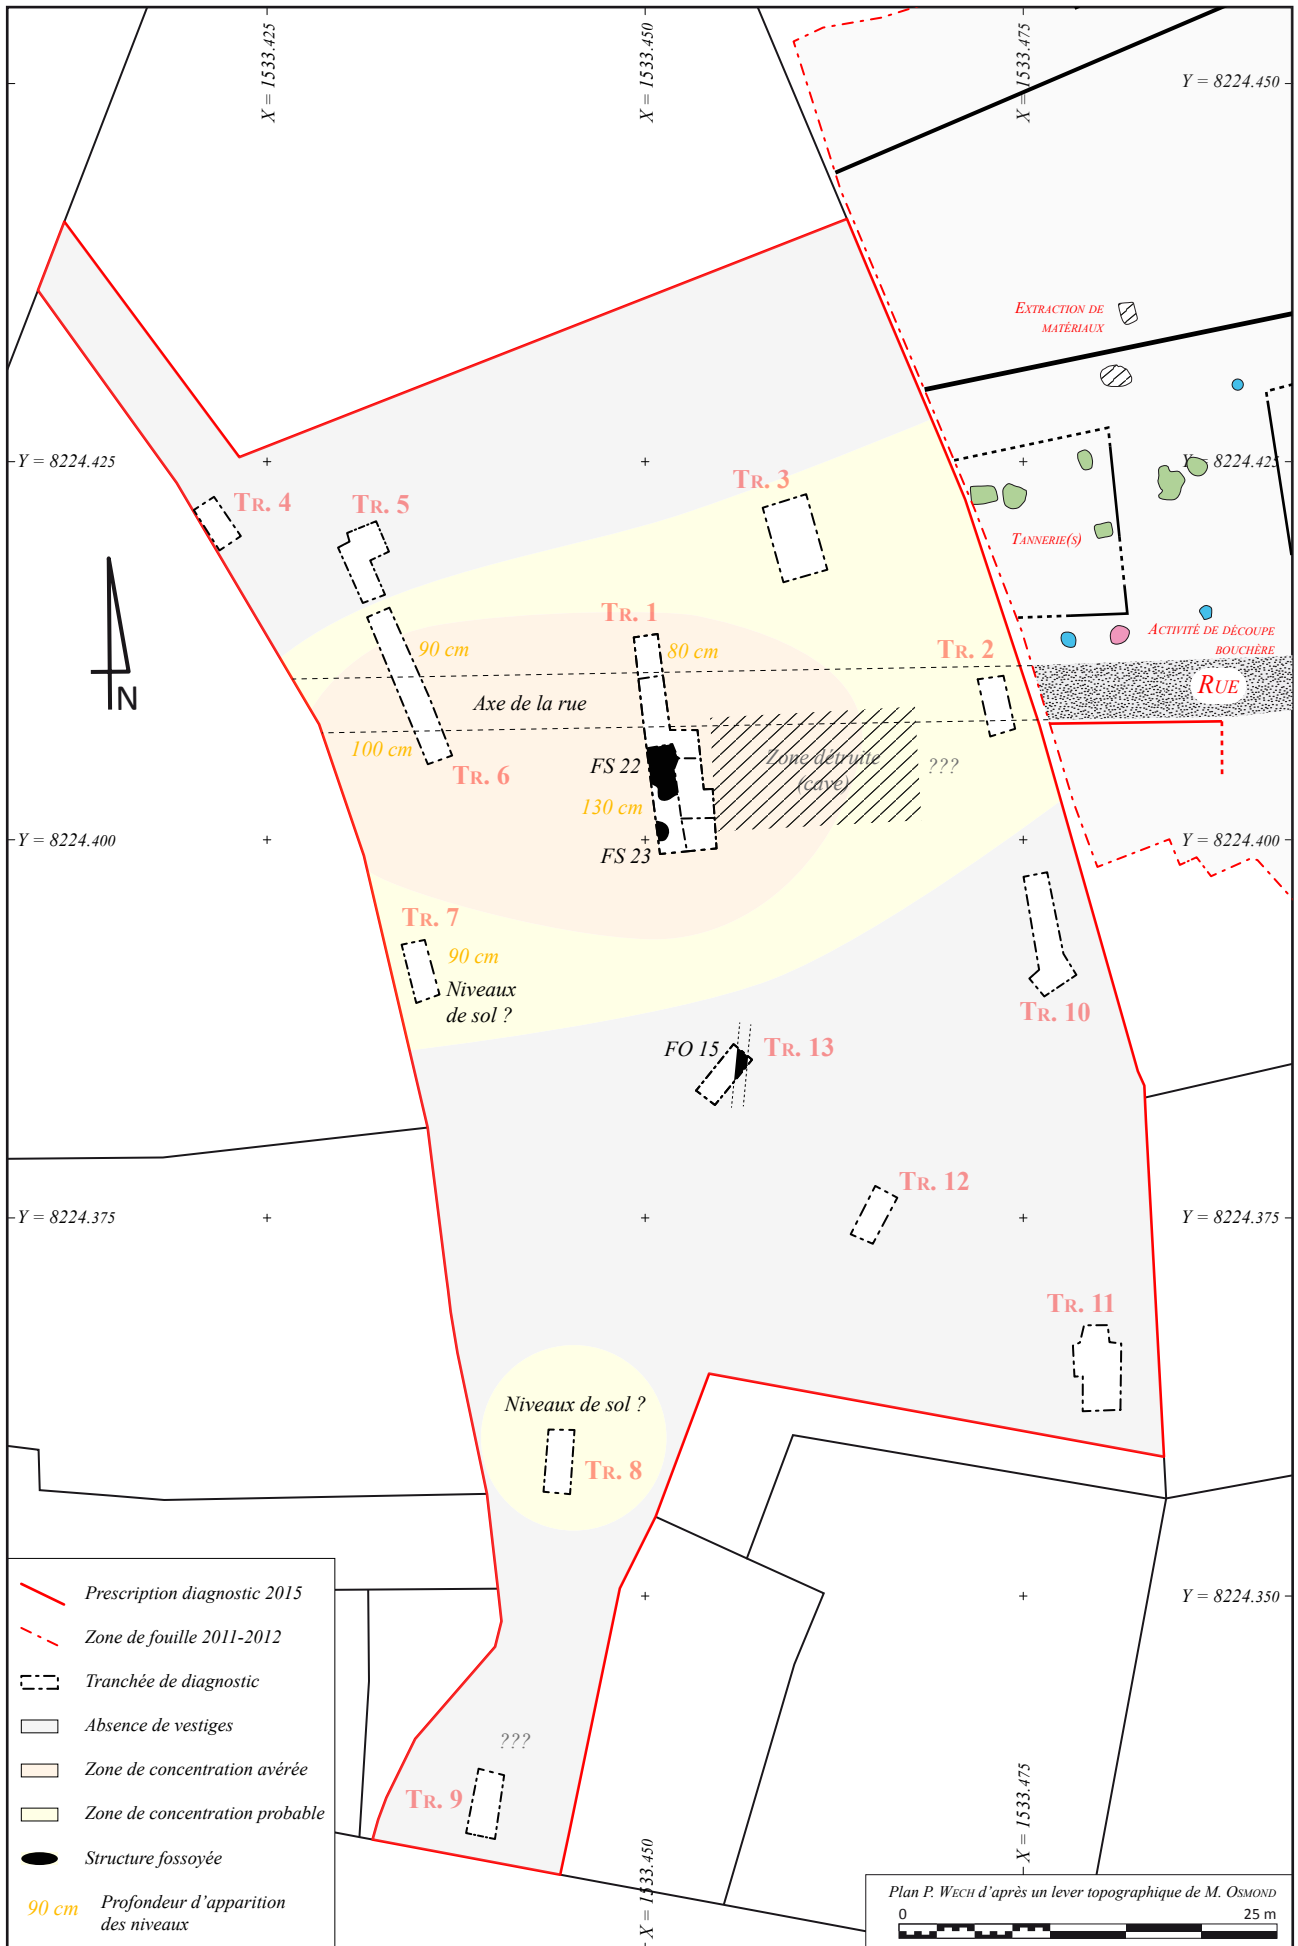 X = 1533.425
X = 1533.450
X = 1533.475
Y = 8224.450
EXTRACTION DE
MATÉRIAUX
Y = 8224.425
Y = 8224.425
TR. 3
TR. 4
TR. 5
TANNERIE(S)
TR. 1
ACTIVITÉ DE DÉCOUPE
BOUCHÈRE
90 cm
80 cm
TR. 2
RUE
Axe de la rue
100 cm
TR. 6
FS 22
Zone détruite
(cave)
???
130 cm
Y = 8224.400
Y = 8224.400
FS 23
TR. 7
90 cm
Niveaux
de sol ?
TR. 10
FO 15
TR. 13
TR. 12
Y = 8224.375
Y = 8224.375
TR. 11
Niveaux de sol ?
TR. 8
Y = 8224.350
N
Prescription diagnostic 2015
Zone de fouille 2011-2012
Tranchée de diagnostic
Absence de vestiges
Zone de concentration avérée
Zone de concentration probable
Structure fossoyée
90 cm
Profondeur d'apparition
des niveaux
???
TR. 9
X = 1533.450
X = 1533.475
Plan P. WECH d'après un lever topographique de M. OSMOND
0
25 m